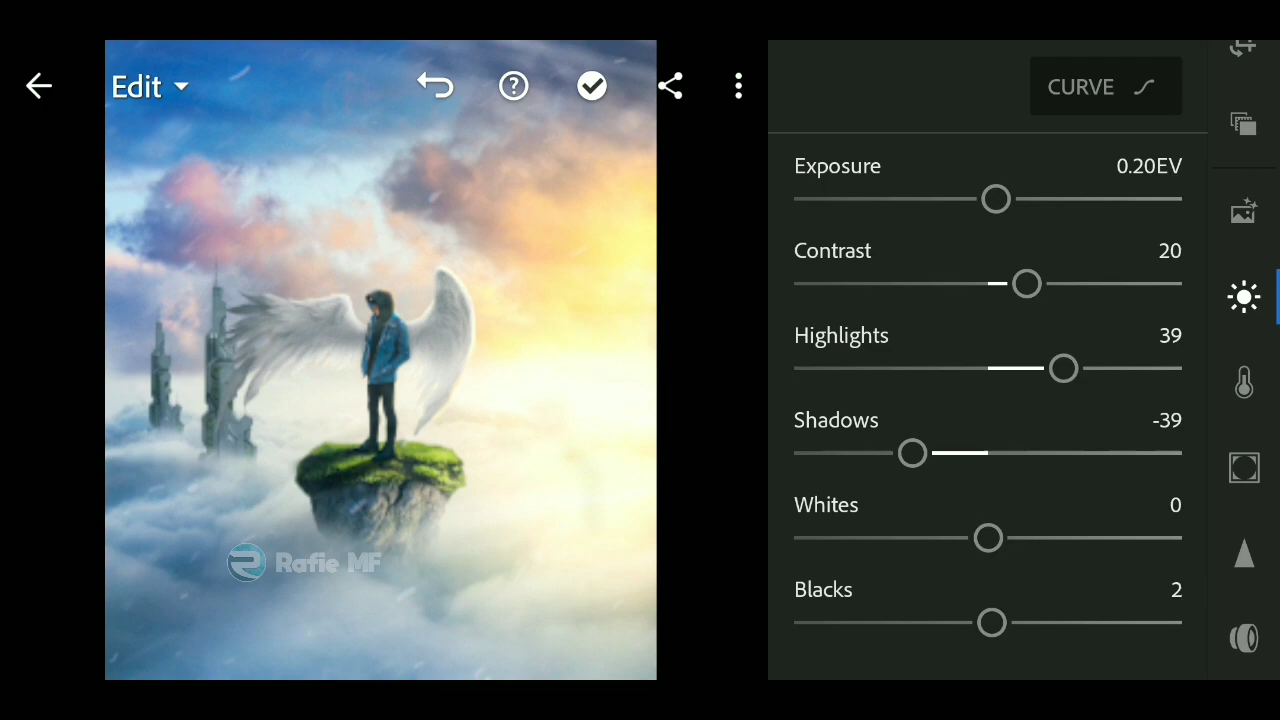 Edit
CURVE
Exposure 0.20EV
Contrast 20
Highlights 39
Shadows -39
Whites 0
Blacks 2
Rafie MF